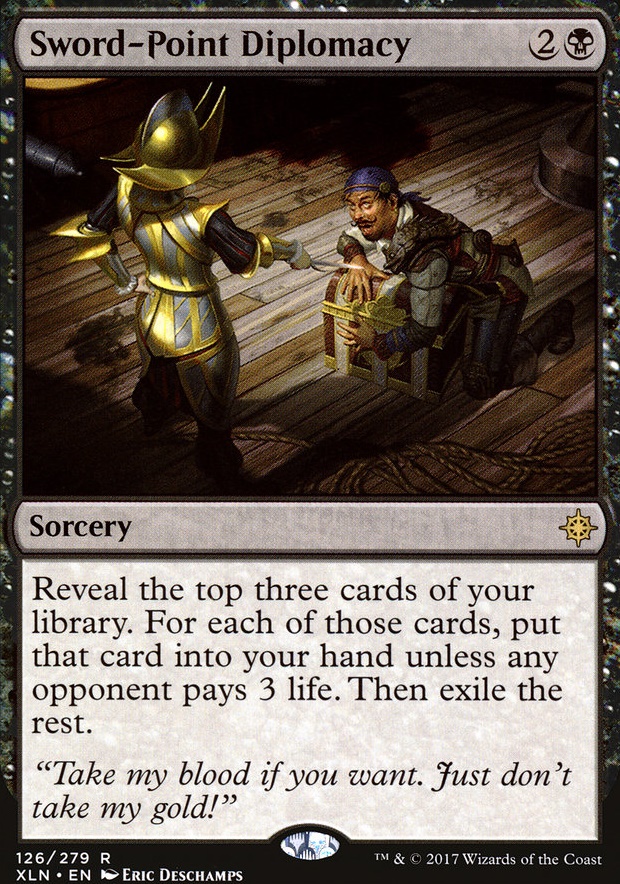 Sword-Point Diplomacy 2
Sorcery
Reveal the top three cards of your
library. For each of those cards, put
that card into your hand unless any
opponent pays 3 life. Then exile the
rest.
“Take my blood if you want. Just don’t
take my gold!”
126/279 R
XLN • EN Eric Deschamps
™ & © 2017 Wizards of the Coast